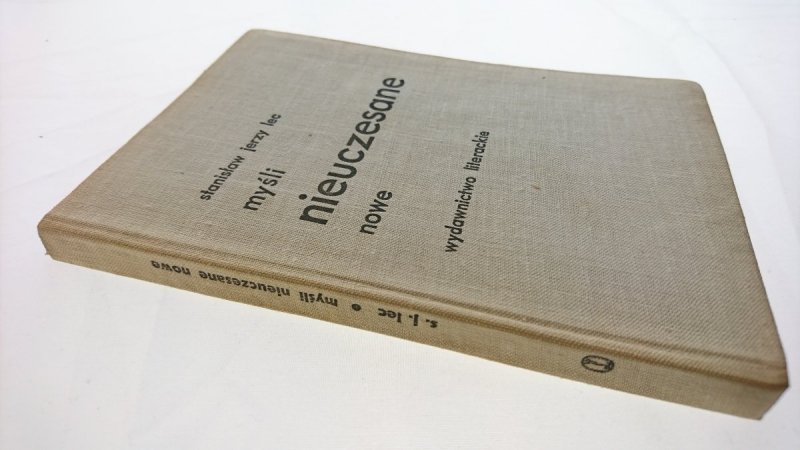 stanisław jerzy lec
myśli
nieuczesane
nowe
wydawnictwo literackie
s. j. lec • myśli nieuczesane nowe